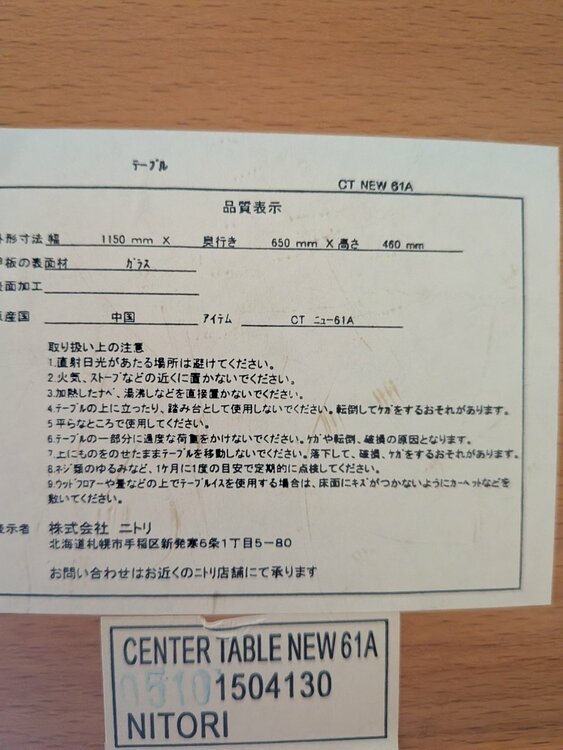 テーブル
CT NEW 61A
品質表示
外形寸法 幅 1150 mm X 奥行き 650 mm X 高さ 460 mm
甲板の表面材 ガラス
表面加工
原産国 中国 アイテム CT ニュー61A
取り扱い上の注意
1.直射日光があたる場所は避けてください。
2.火気、ストーブなどの近くに置かないでください。
3.加熱したナベ、湯沸しなどを直接置かないでください。
4.テーブルの上に立ったり、踏み台として使用しないでください。転倒してケガをするおそれがあります。
5.平らなところで使用してください。
6.テーブルの一部分に過度な荷重をかけないでください。ケガや転倒、破損の原因となります。
7.上にものをのせたままテーブルを移動しないでください。落下して、破損、ケガをするおそれがあります。
8.ネジ類のゆるみなど、1ケ月に1度の目安で定期的に点検してください。
9.ウッドフロアーや畳などの上でテーブルイスを使用する場合は、床面にキズがつかないようにカーペットなどを
敷いてください。
表示者 株式会社 ニトリ
北海道札幌市手稲区新発寒6条1丁目5-80
お問い合わせはお近くのニトリ店舗にて承ります
CENTER TABLE NEW 61A
0510 1504130
NITORI